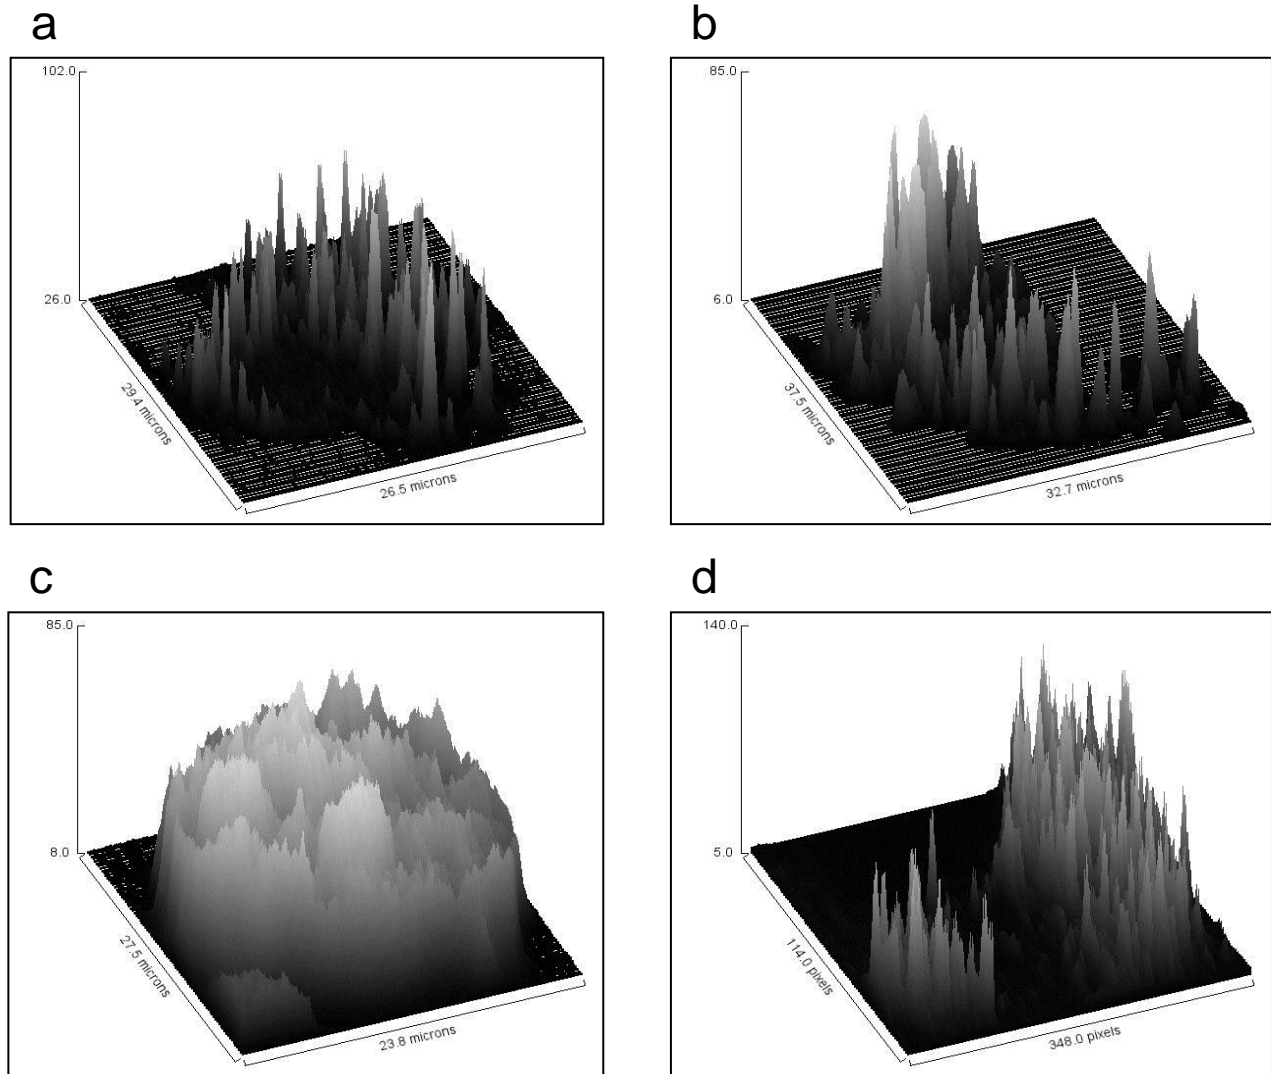 a
102.0
26.0
29.4 microns
26.5 microns
b
85.0
6.0
37.5 microns
32.7 microns
c
85.0
8.0
27.5 microns
23.8 microns
d
140.0
5.0
114.0 pixels
348.0 pixels